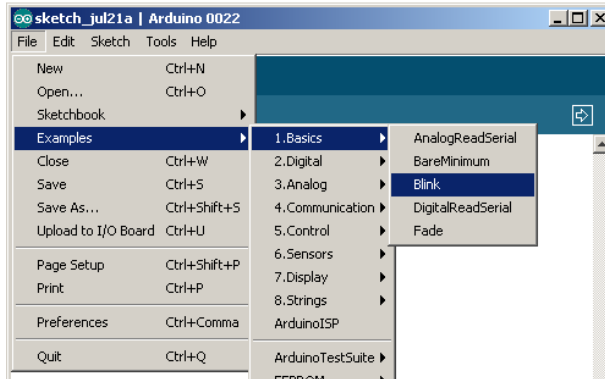 sketch_jul21a | Arduino 0022
File Edit Sketch Tools Help
New Ctrl+N
Open... Ctrl+O
Sketchbook
Examples
Close Ctrl+W
Save Ctrl+S
Save As... Ctrl+Shift+S
Upload to I/O Board Ctrl+U
Page Setup Ctrl+Shift+P
Print Ctrl+P
Preferences Ctrl+Comma
Quit Ctrl+Q
1.Basics
2.Digital
3.Analog
4.Communication
5.Control
6.Sensors
7.Display
8.Strings
ArduinoISP
ArduinoTestSuite
EEPROM
AnalogReadSerial
BareMinimum
Blink
DigitalReadSerial
Fade